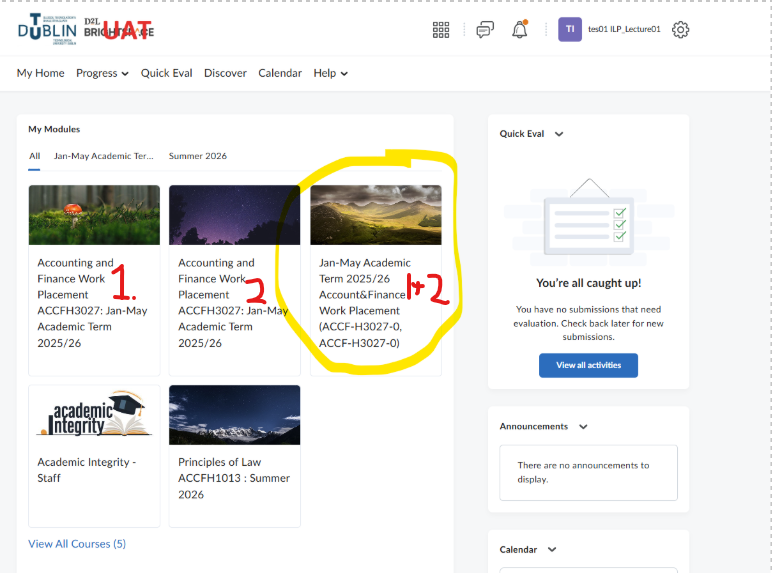 DUBLIN
D2L
BRIGHTSPACE
UAT
TI
tes01 ILP_Lecture01
My Home
Progress
Quick Eval
Discover
Calendar
Help
My Modules
All
Jan-May Academic Ter...
Summer 2026
Accounting and
Finance Work
Placement
ACCFH3027: Jan-May
Academic Term
2025/26
1.
Accounting and
Finance Work
Placement
ACCFH3027: Jan-May
Academic Term
2025/26
2
Jan-May Academic
Term 2025/26
Account&Finance
Work Placement
(ACCF-H3027-0,
ACCF-H3027-0)
1+2
academic
Integrity
Academic Integrity -
Staff
Principles of Law
ACCFH1013 : Summer
2026
View All Courses (5)
Quick Eval
You're all caught up!
You have no submissions that need
evaluation. Check back later for new
submissions.
View all activities
Announcements
There are no announcements to
display.
Calendar